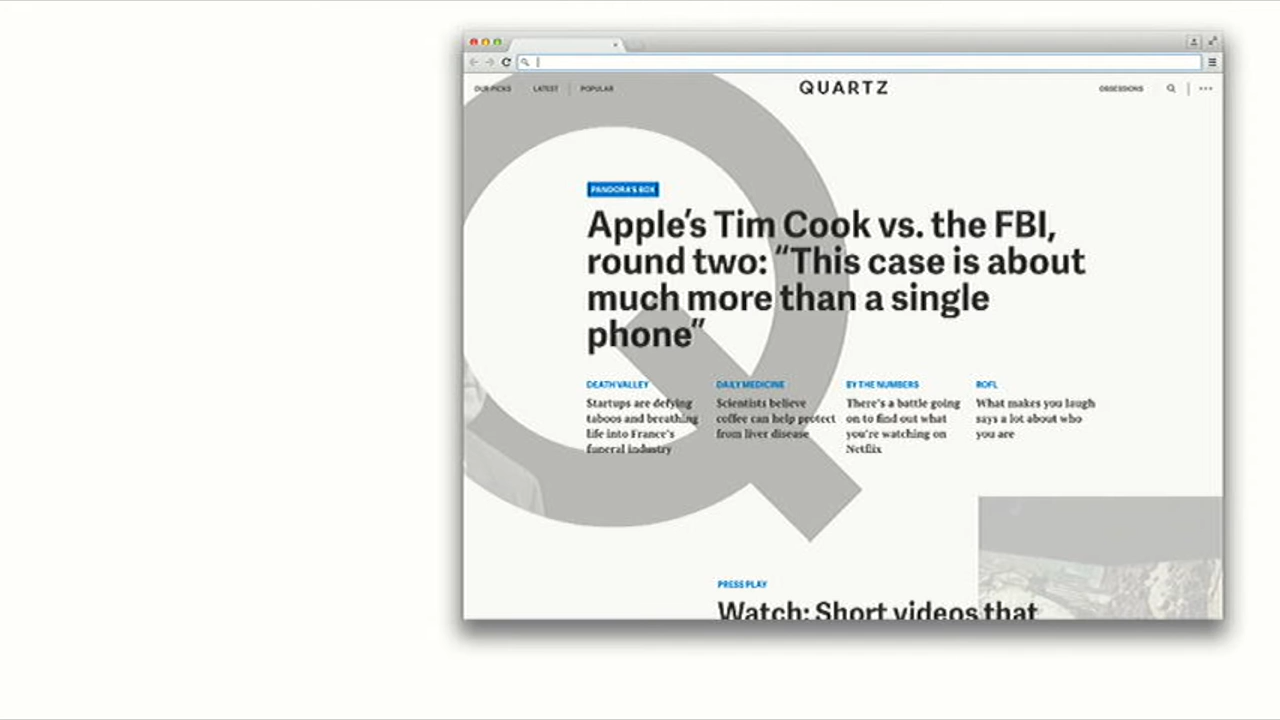 OUR PICKS LATEST POPULAR QUARTZ OBSESSIONS
PANDORA'S BOX
Apple's Tim Cook vs. the FBI,
round two: “This case is about
much more than a single
phone”
DEATH VALLEY
Startups are defying
taboos and breathing
life into France's
funeral industry
DAILY MEDICINE
Scientists believe
coffee can help protect
from liver disease
BY THE NUMBERS
There's a battle going
on to find out what
you're watching on
Netflix
ROFL
What makes you laugh
says a lot about who
you are
PRESS PLAY
Watch: Short videos that